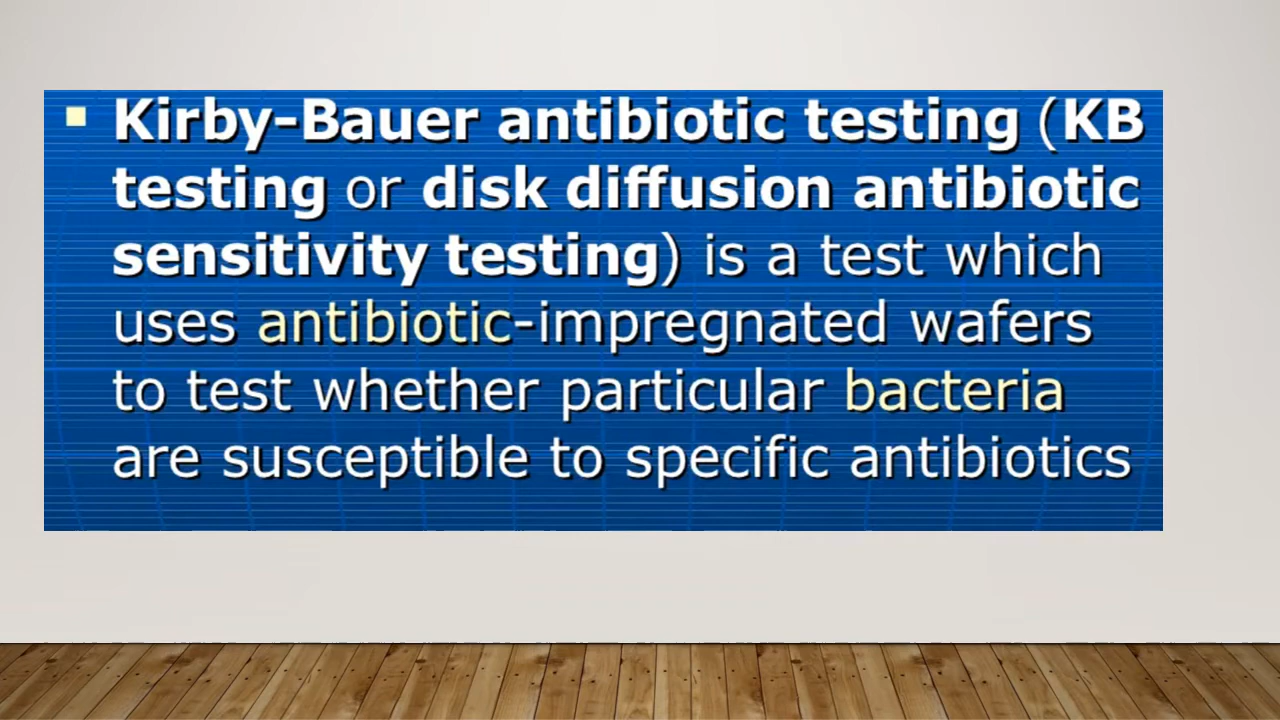 Kirby-Bauer antibiotic testing (KB
testing or disk diffusion antibiotic
sensitivity testing) is a test which
uses antibiotic-impregnated wafers
to test whether particular bacteria
are susceptible to specific antibiotics